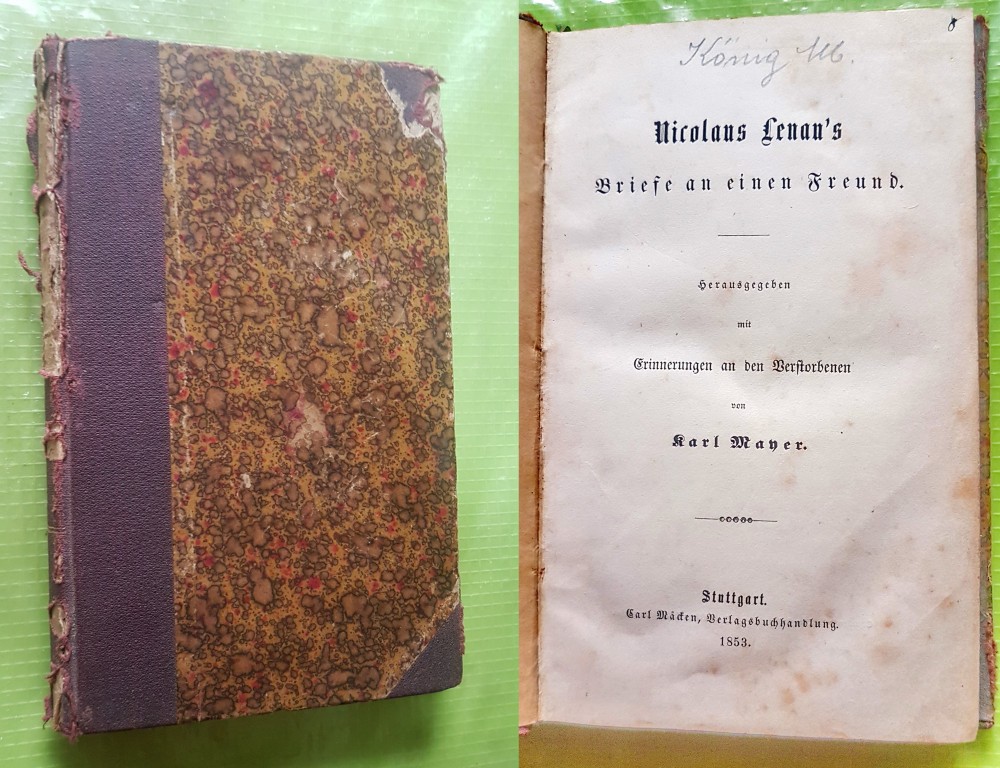 König M.
Nicolaus Lenau's
Briefe an einen Freund.
Herausgegeben
mit
Erinnerungen an den Verstorbenen
von
Karl Mayer.
Stuttgart.
Carl Mäcken, Verlagsbuchhandlung.
1853.